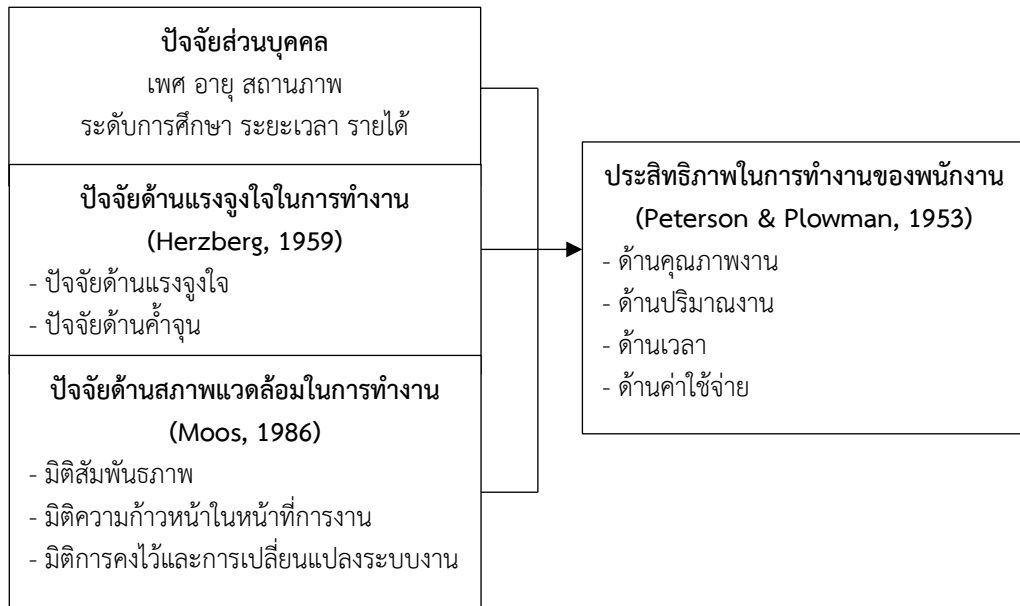 ปัจจัยส่วนบุคคล
เพศ อายุ สถานภาพ
ระดับการศึกษา ระยะเวลา รายได้
ปัจจัยด้านแรงจูงใจในการทำงาน
(Herzberg, 1959)
- ปัจจัยด้านแรงจูงใจ
- ปัจจัยด้านค้ำจุน
ปัจจัยด้านสภาพแวดล้อมในการทำงาน
(Moos, 1986)
- มิติสัมพันธภาพ
- มิติความก้าวหน้าในหน้าที่การงาน
- มิติการคงไว้และการเปลี่ยนแปลงระบบงาน
ประสิทธิภาพในการทำงานของพนักงาน
(Peterson & Plowman, 1953)
- ด้านคุณภาพงาน
- ด้านปริมาณงาน
- ด้านเวลา
- ด้านค่าใช้จ่าย